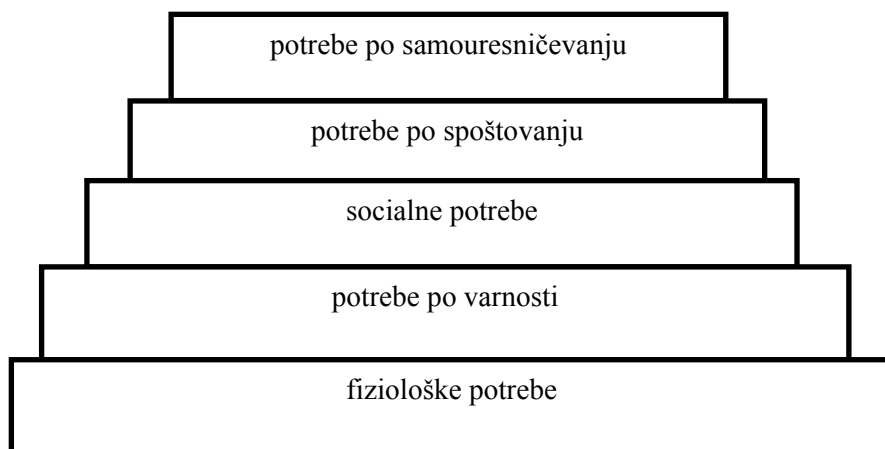 potrebe po samouresničevanju
potrebe po spoštovanju
socialne potrebe
potrebe po varnosti
fiziološke potrebe